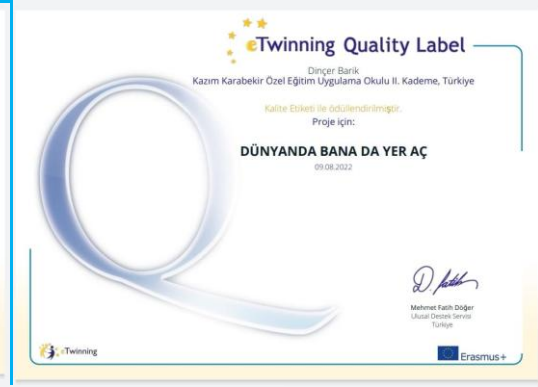 eTwinning Quality Label
Dinçer Barik
Kazım Karabekir Özel Eğitim Uygulama Okulu II. Kademe, Türkiye
Kalite Etiketi ile ödüllendirilmiştir.
Proje için:
DÜNYANDA BANA DA YER AÇ
09.08.2022
Q
D. fatih
Mehmet Fatih Döğer
Ulusal Destek Servisi
Türkiye
eTwinning
Erasmus+